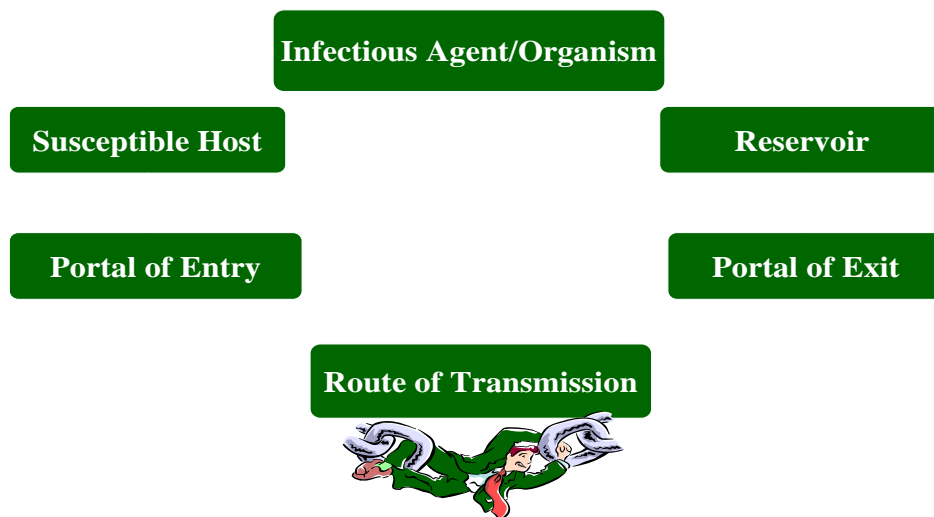 Infectious Agent/Organism
Susceptible Host
Reservoir
Portal of Entry
Portal of Exit
Route of Transmission